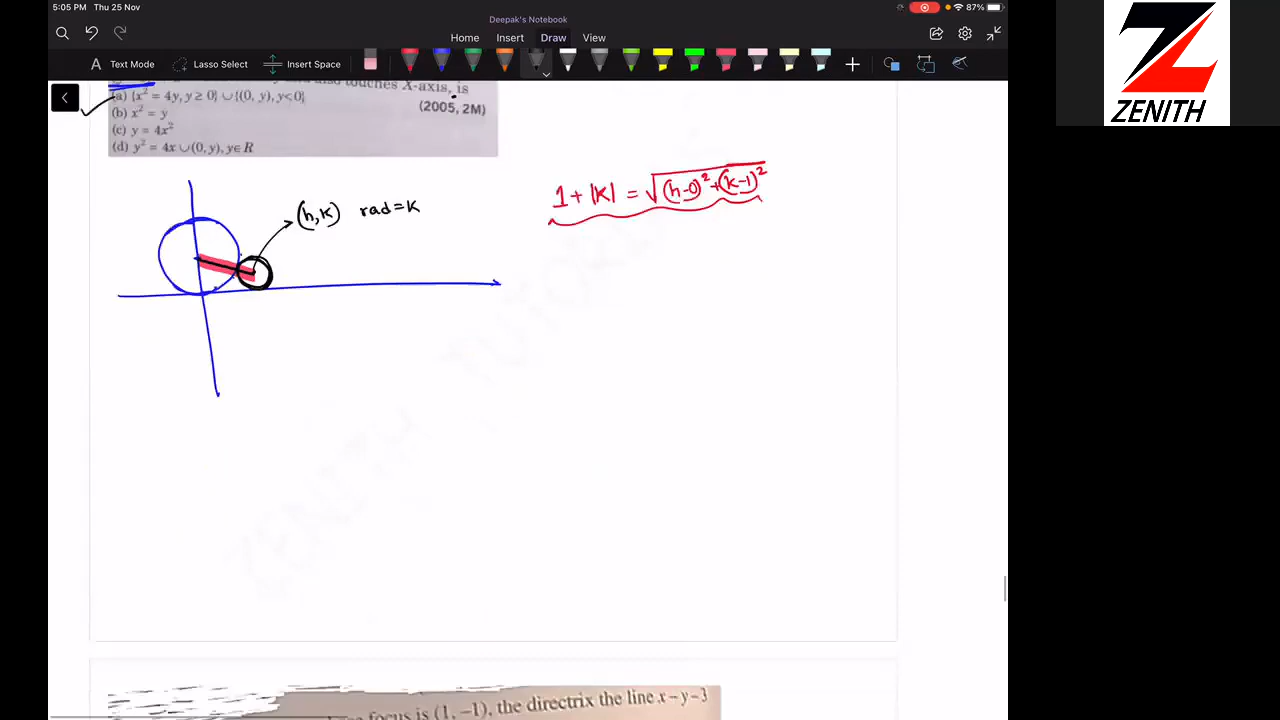 5:05 PM Thu 25 Nov
87%
Deepak's Notebook
Home Insert Draw View
A Text Mode Lasso Select Insert Space
also touches X-axis, is
(a) {x² = 4y, y ≥ 0} ∪ {(0, y), y<0}
(2005, 2M)
(b) x² = y
(c) y = 4x²
(d) y² = 4x ∪ (0, y), y∈R
1 + |K| = √(h-0)² + (k-1)²
(h,K) rad=K
ZENITH TUTOR
focus is (1, −1), the directrix the line x−y−3
ZENITH